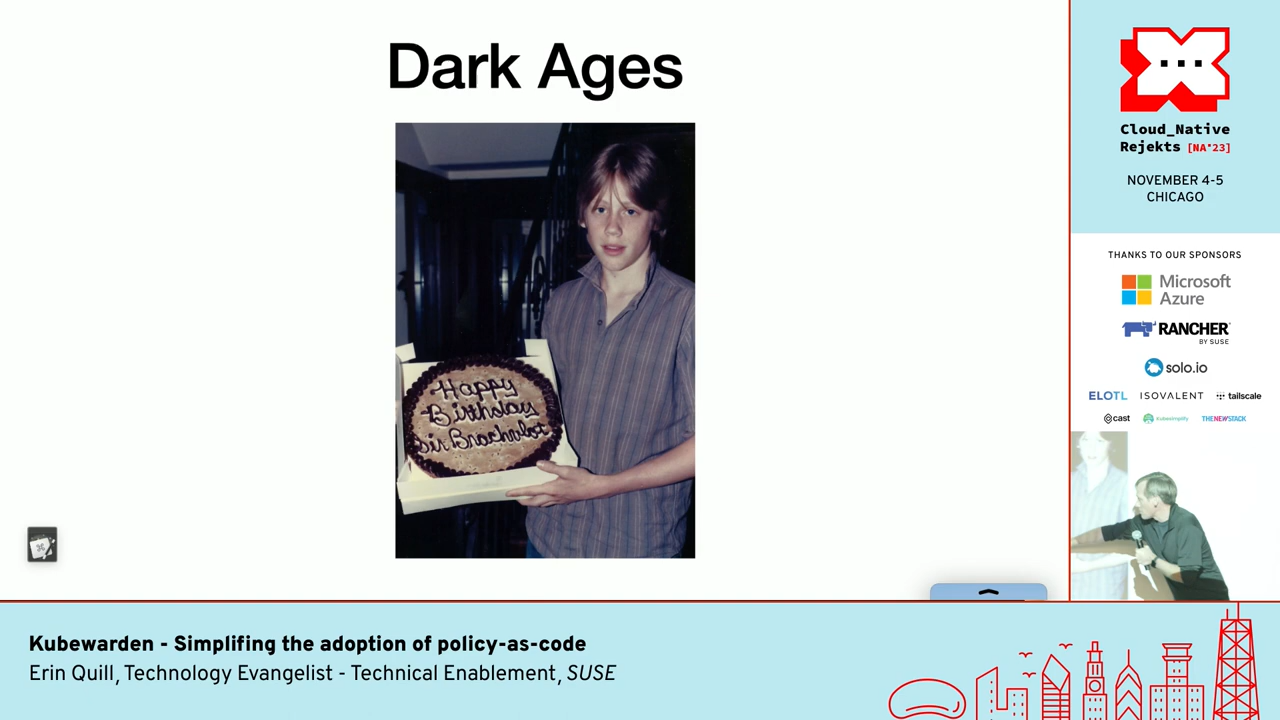 Dark Ages
Happy
Birthday
Sir
Cloud_Native
Rejekts [NA'23]
NOVEMBER 4-5
CHICAGO
THANKS TO OUR SPONSORS
Microsoft
Azure
RANCHER
BY SUSE
solo.io
ELOTL ISOVALENT tailscale
cast kubesimplify THENEWSTACK
Kubewarden - Simplifing the adoption of policy-as-code
Erin Quill, Technology Evangelist - Technical Enablement, SUSE